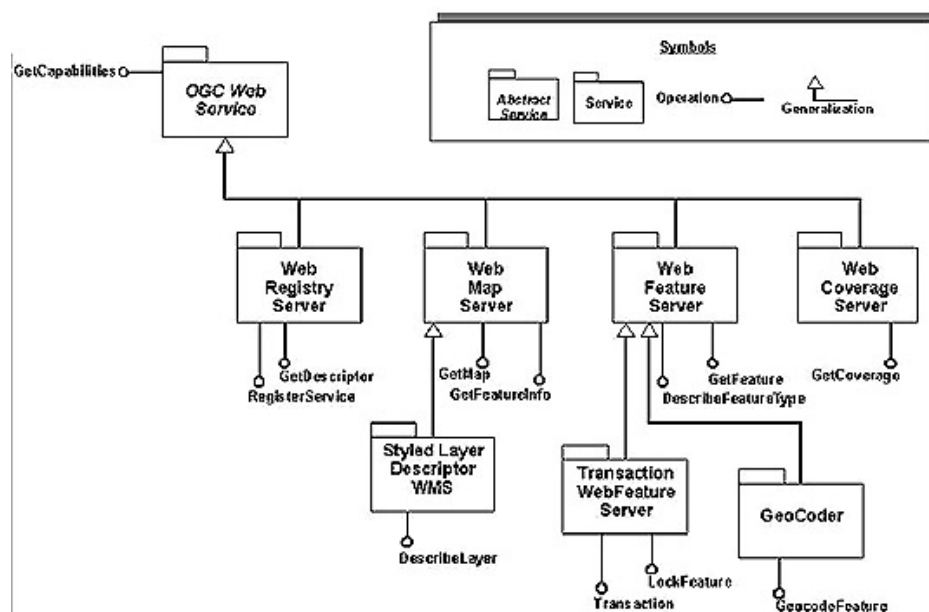 Symbols
GetCapabilities
OGC Web
Service
Abstract
Service
Service
Operation
Generalization
Web
Registry
Server
Web
Map
Server
Web
Feature
Server
Web
Coverage
Server
GetDescriptor
RegisterService
GetMap
GetFeatureInfo
GetFeature
DescribeFeatureType
GetCoverage
Styled Layer
Descriptor
WMS
Transaction
WebFeature
Server
GeoCoder
DescribeLayer
LockFeature
Transaction
GeocodeFeature